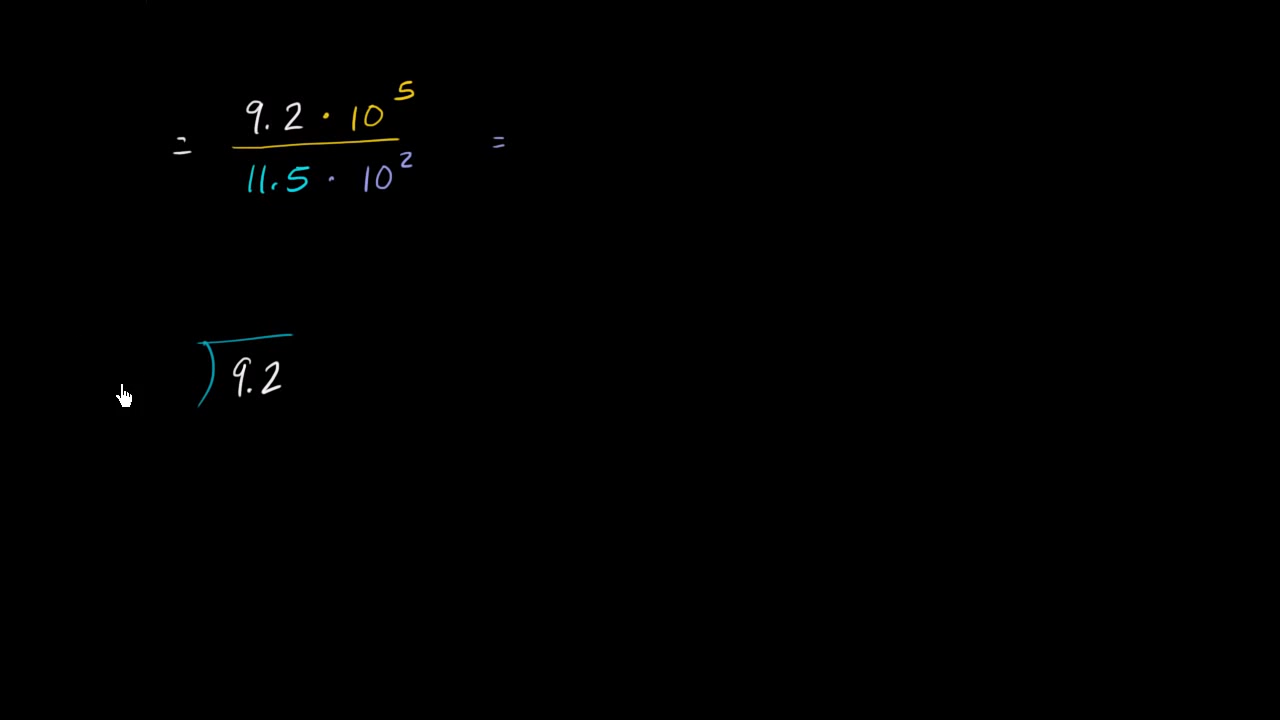 = 9.2 · 10^5 / 11.5 · 10^2 =
)9.2